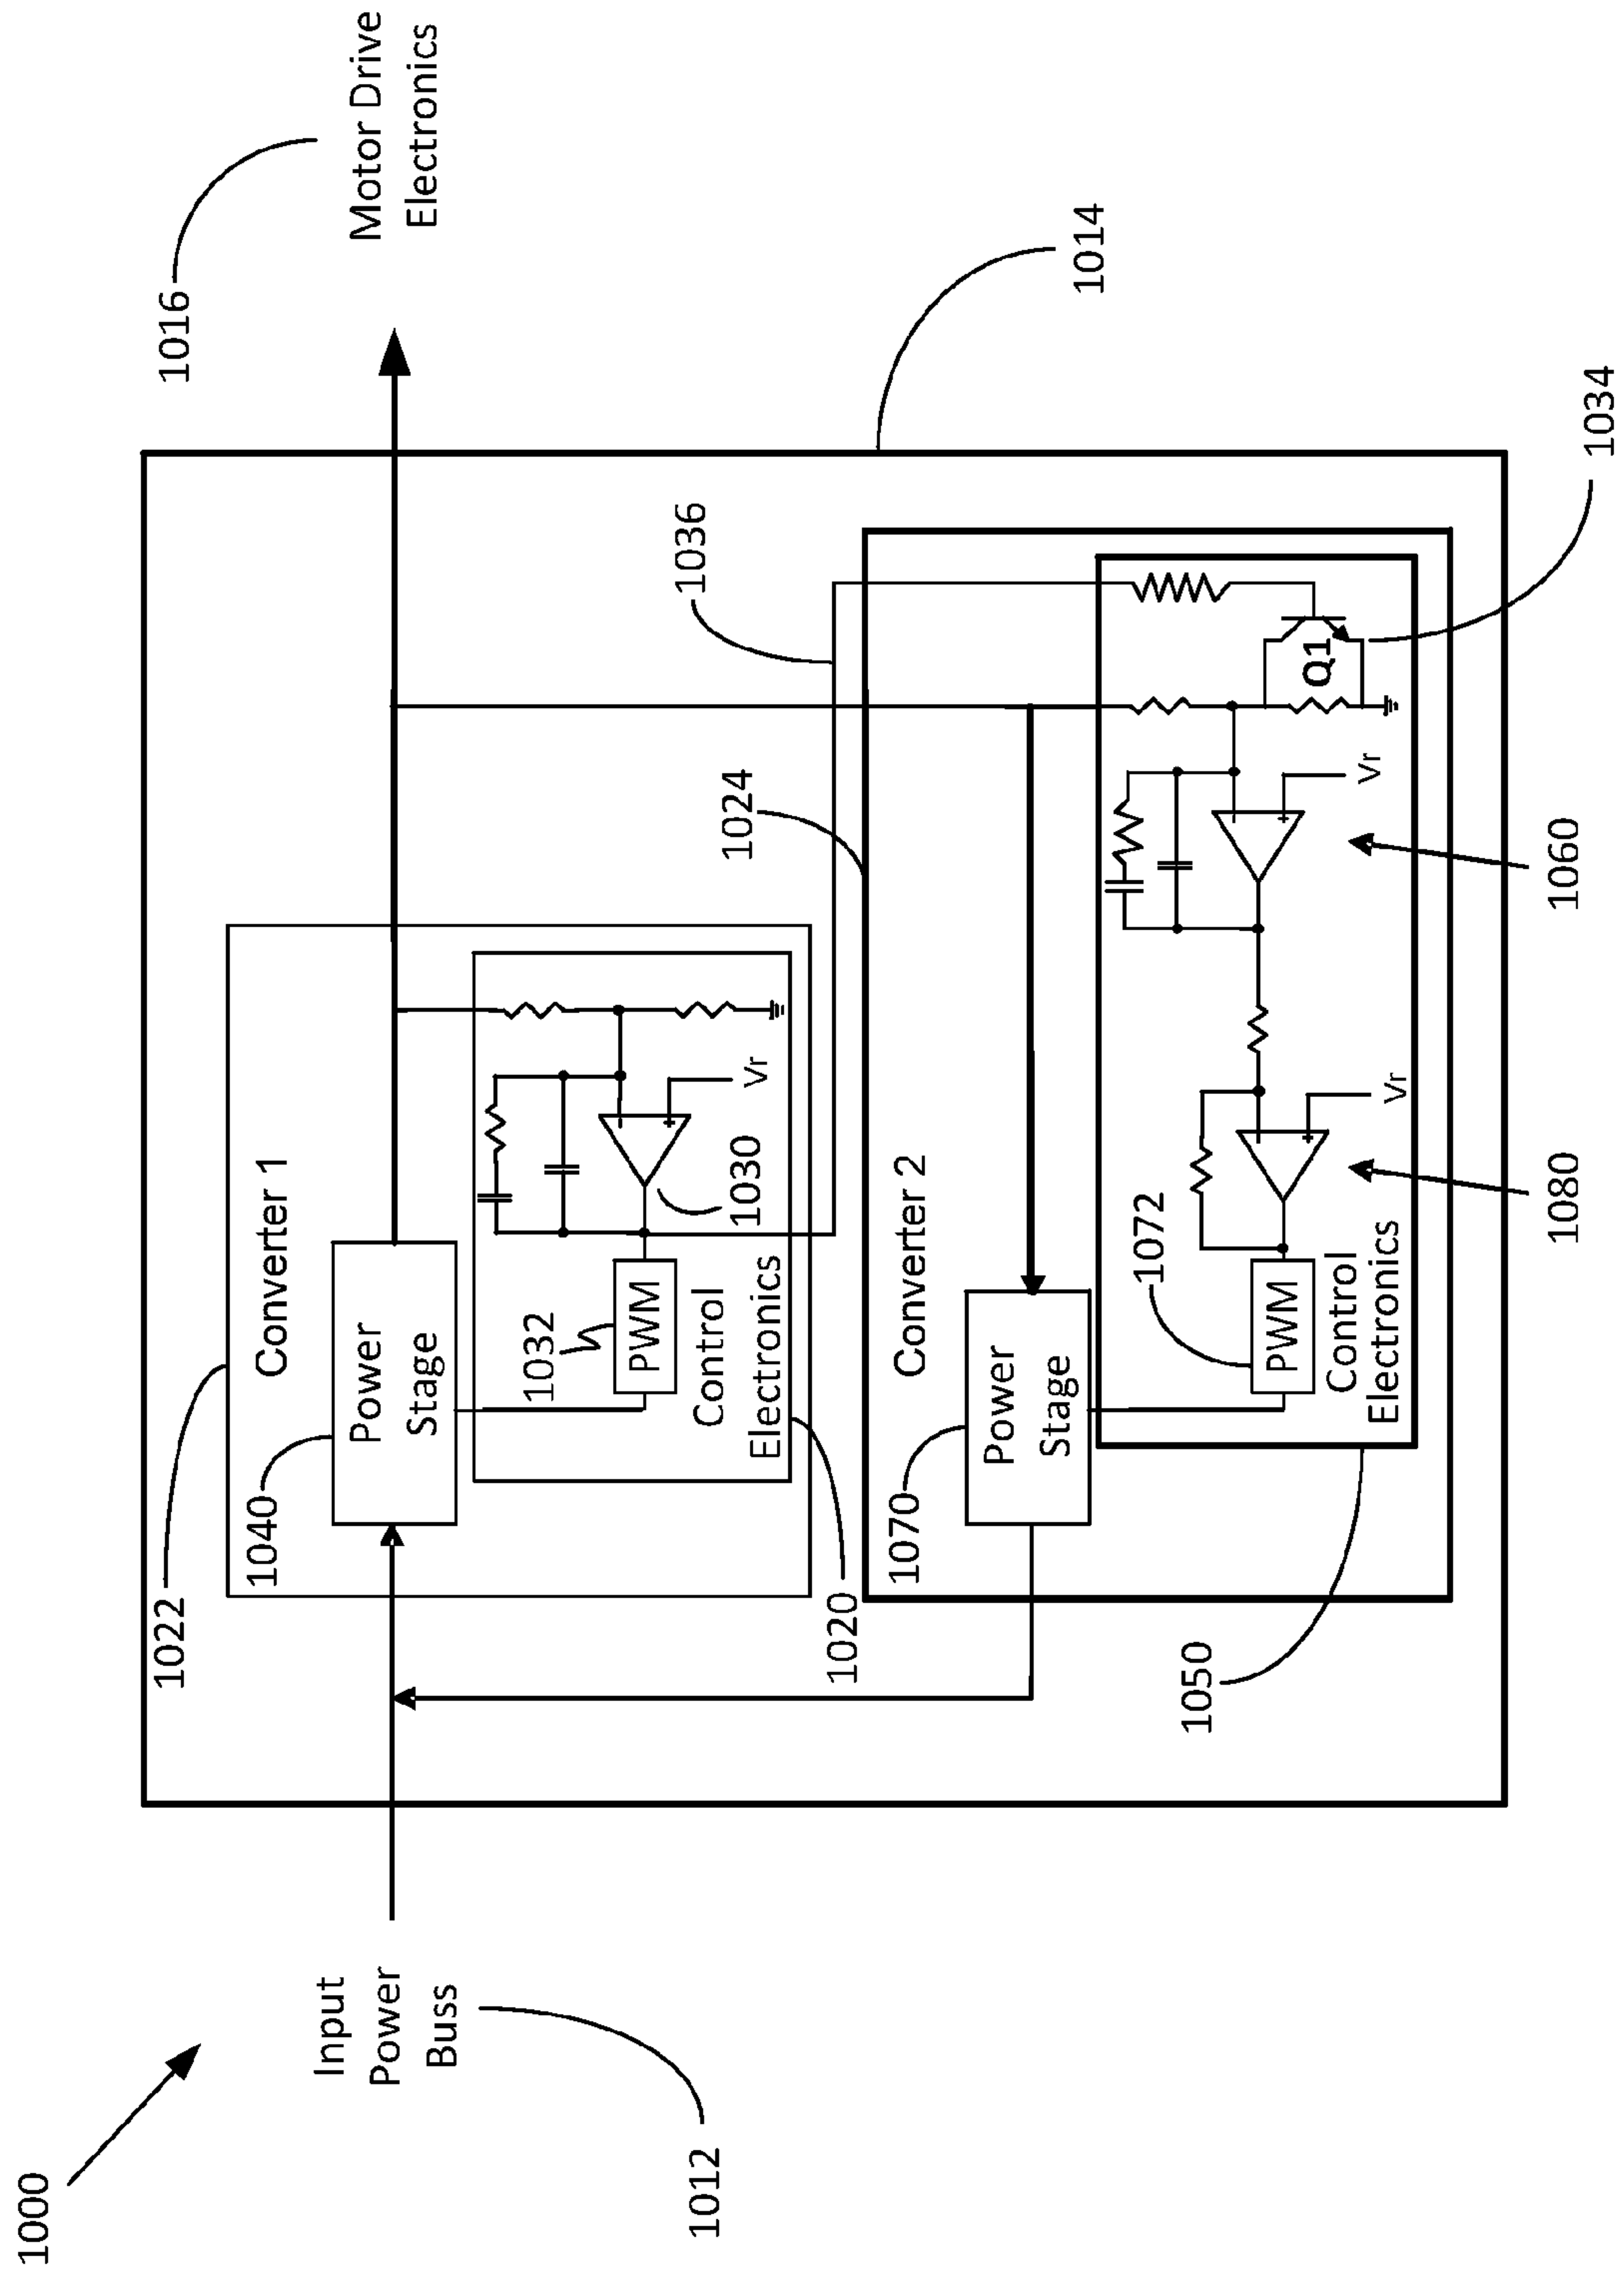 1000
Input
Power
Buss
1012
1022
Converter 1
1040
Power
Stage
1032
PWM
1030
Vr
Control
Electronics
1020
1016
Motor Drive
Electronics
1014
1036
1024
Converter 2
1070
Power
Stage
1072
PWM
Vr
Vr
Q1
Control
Electronics
1050
1080
1060
1034